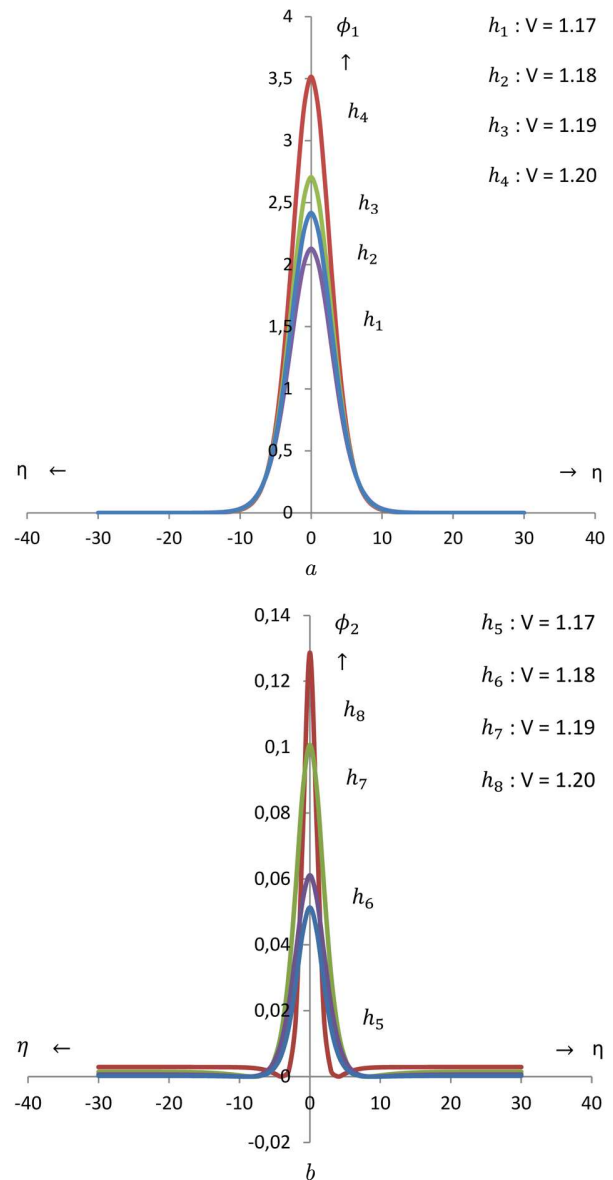 4
ϕ₁
↑
h₁ : V = 1.17
h₂ : V = 1.18
h₃ : V = 1.19
h₄ : V = 1.20
3,5
h₄
3
h₃
2,5
h₂
2
h₁
1,5
1
0,5
η ←
→ η
0
-40 -30 -20 -10 0 10 20 30 40
a
0,14
ϕ₂
↑
h₅ : V = 1.17
h₆ : V = 1.18
h₇ : V = 1.19
h₈ : V = 1.20
0,12
h₈
0,1
h₇
0,08
0,06
h₆
0,04
0,02
h₅
η ←
→ η
0
-40 -30 -20 -10 0 10 20 30 40
-0,02
b